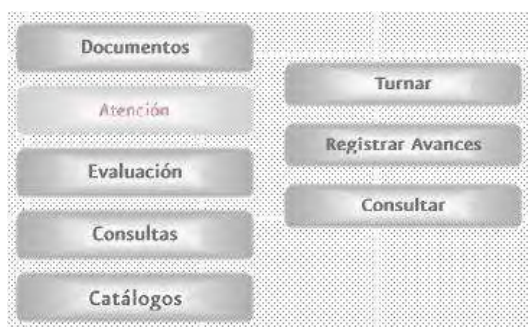 Documentos
Atención
Evaluación
Consultas
Catálogos
Turnar
Registrar Avances
Consultar